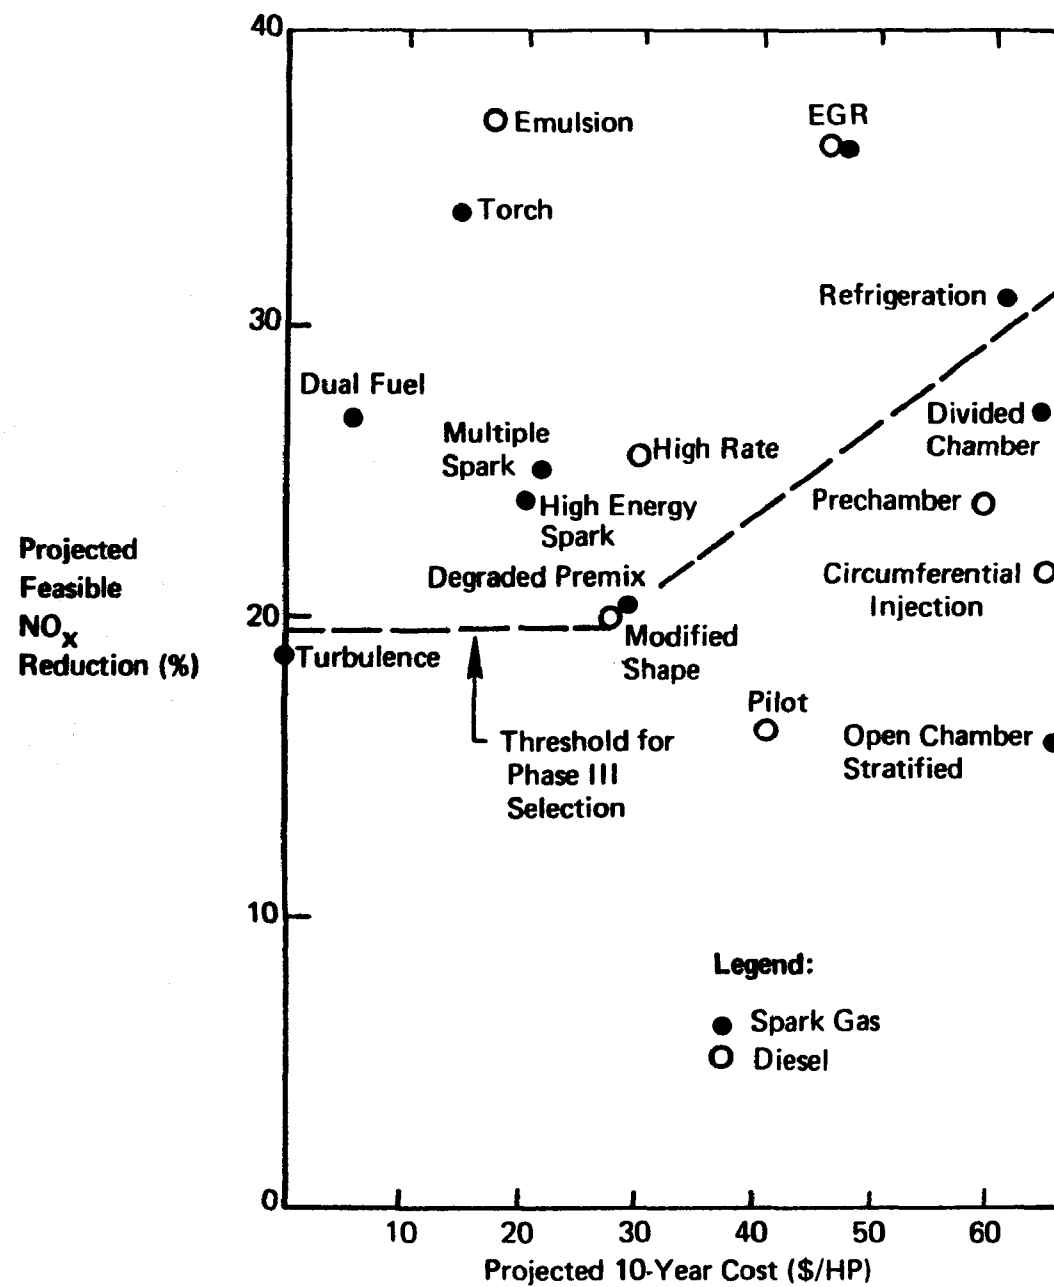 40
Emulsion
EGR
Torch
Refrigeration
30
Dual Fuel
Multiple
Spark
High Rate
Divided
Chamber
High Energy
Spark
Prechamber
Projected
Feasible
NOx
Reduction (%)
Degraded Premix
Circumferential
Injection
20
Modified
Shape
Turbulence
Pilot
Threshold for
Phase III
Selection
Open Chamber
Stratified
10
Legend:
Spark Gas
Diesel
0
10 20 30 40 50 60
Projected 10-Year Cost ($/HP)